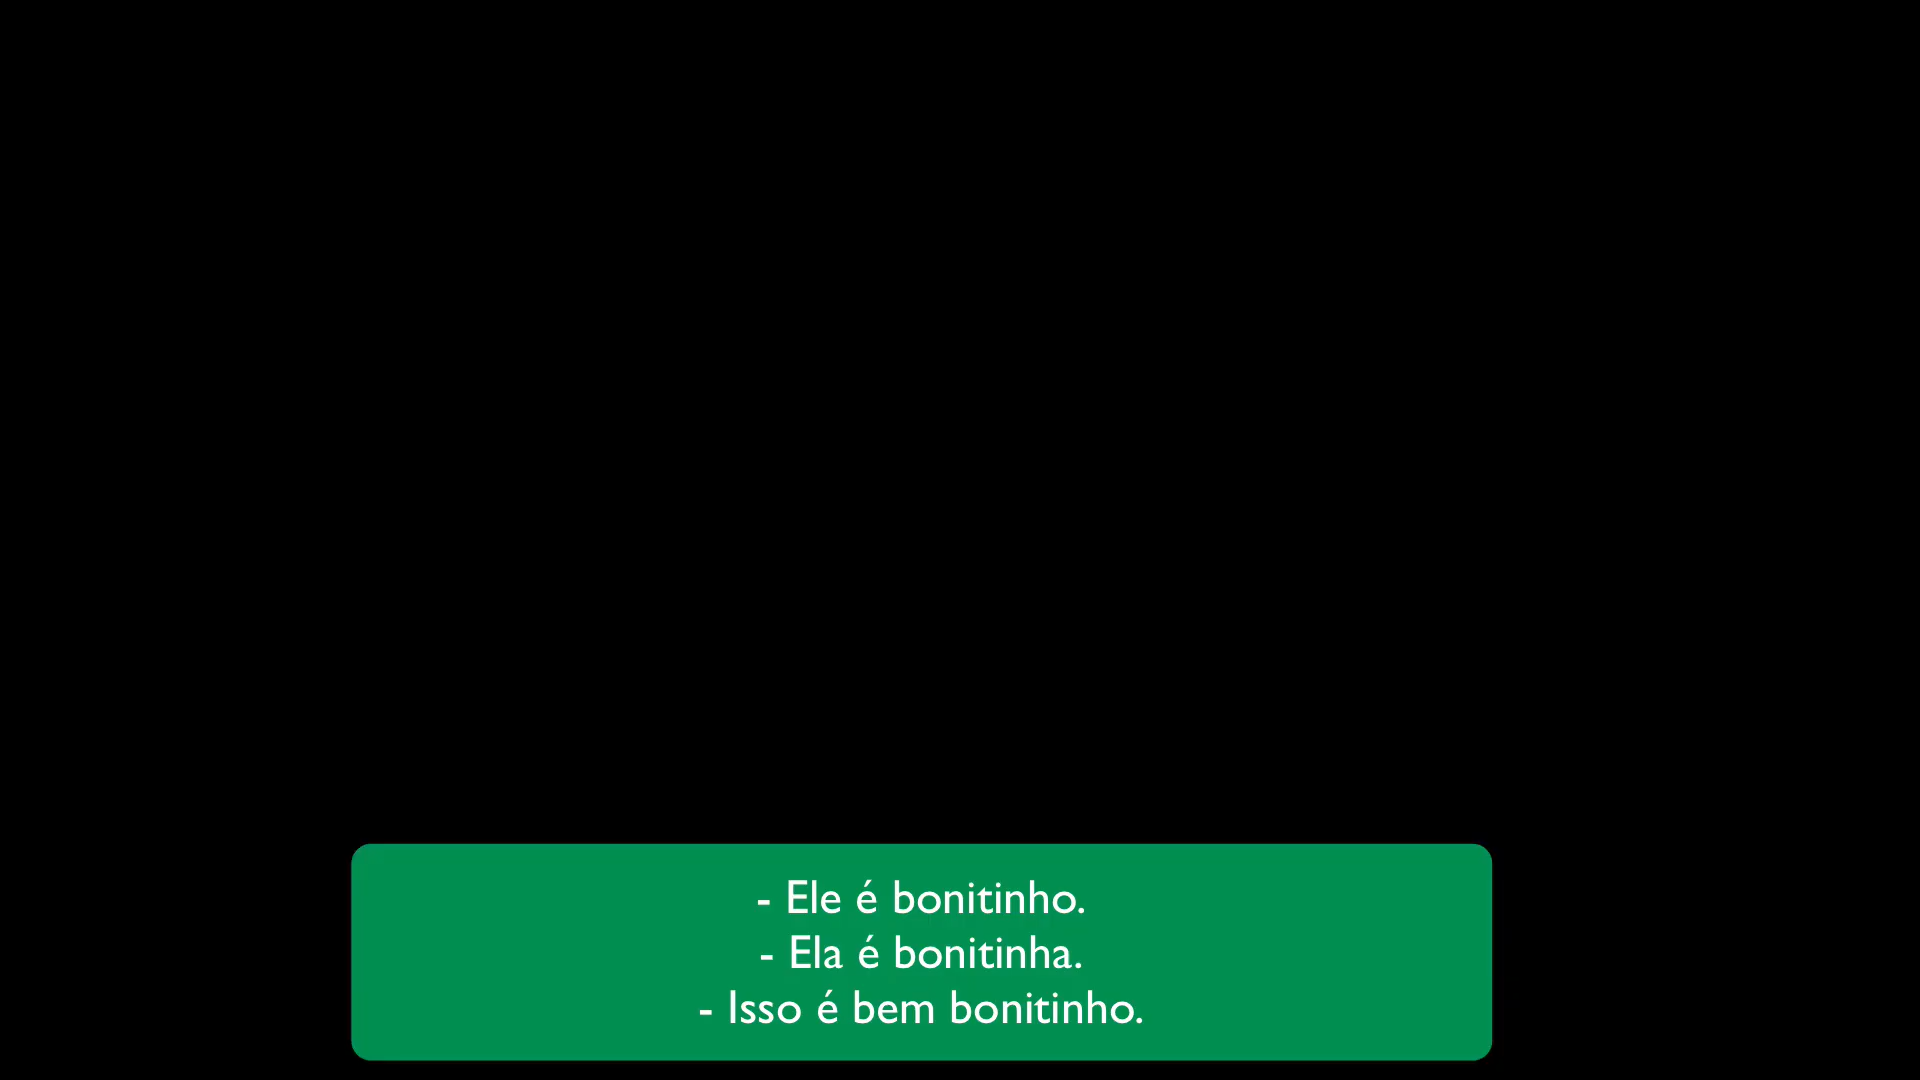 - Ele é bonitinho.
- Ela é bonitinha.
- Isso é bem bonitinho.